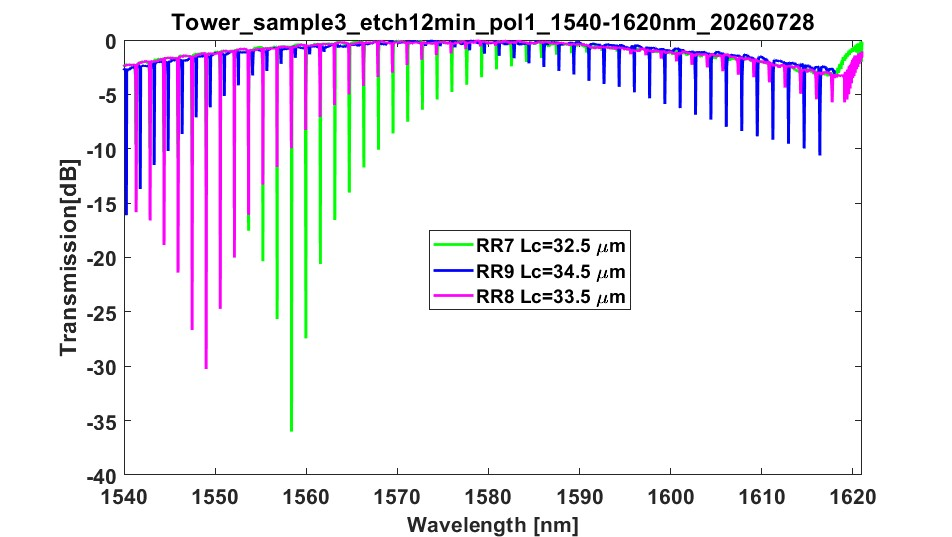 Tower_sample3_etch12min_pol1_1540-1620nm_20260728
0
-5
-10
-15
-20
-25
-30
-35
-40
Transmission[dB]
RR7 Lc=32.5 μm
RR9 Lc=34.5 μm
RR8 Lc=33.5 μm
1540 1550 1560 1570 1580 1590 1600 1610 1620
Wavelength [nm]